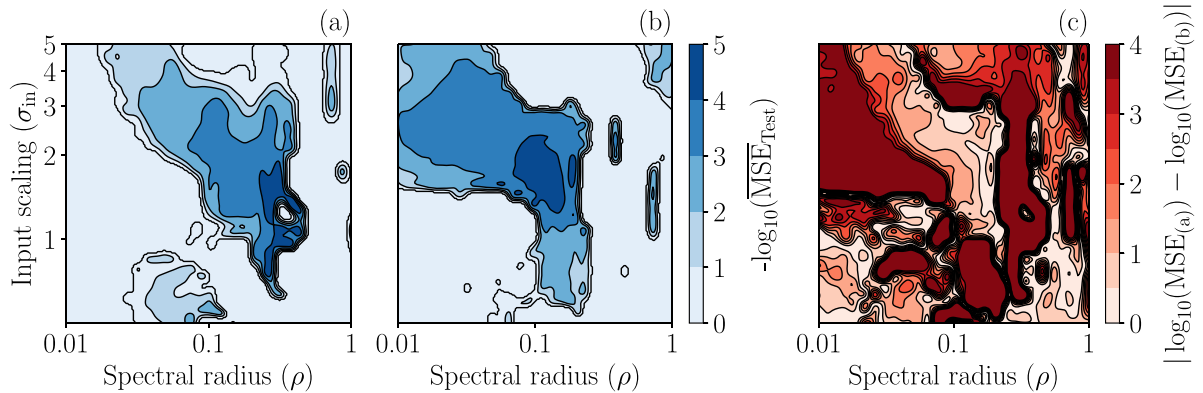 (a)
(b)
(c)
5
4
3
2
1
Input scaling (σin)
0.01
0.1
1
Spectral radius (ρ)
0.01
0.1
1
Spectral radius (ρ)
5
4
3
2
1
0
-log10(MSETest)
0.01
0.1
1
Spectral radius (ρ)
4
3
2
1
0
| log10(MSE(a)) − log10(MSE(b))|